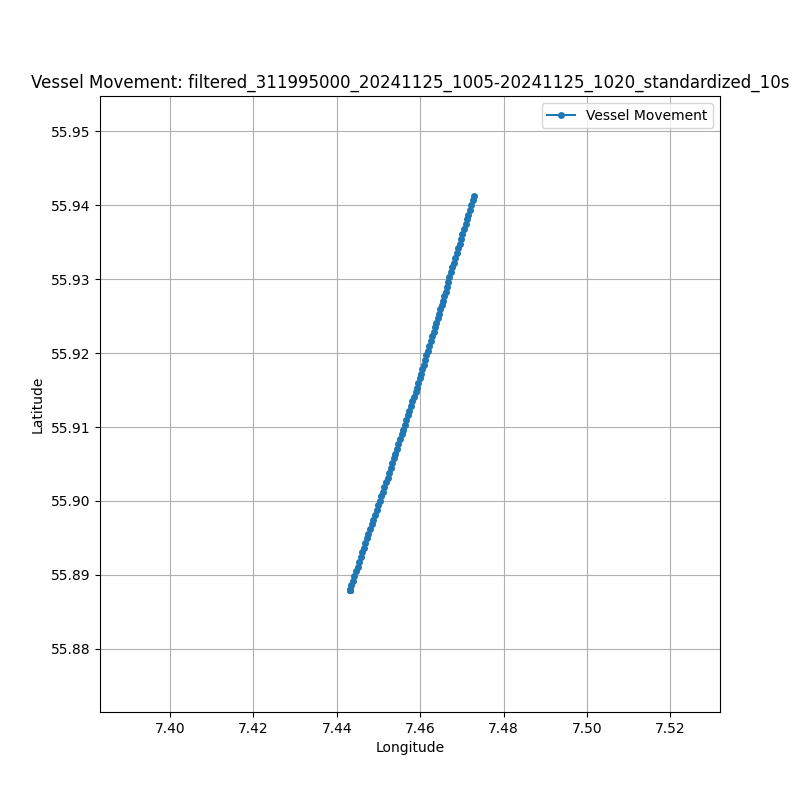 Vessel Movement: filtered_311995000_20241125_1005-20241125_1020_standardized_10s
Vessel Movement
55.95
55.94
55.93
55.92
55.91
55.90
55.89
55.88
Latitude
7.40 7.42 7.44 7.46 7.48 7.50 7.52
Longitude